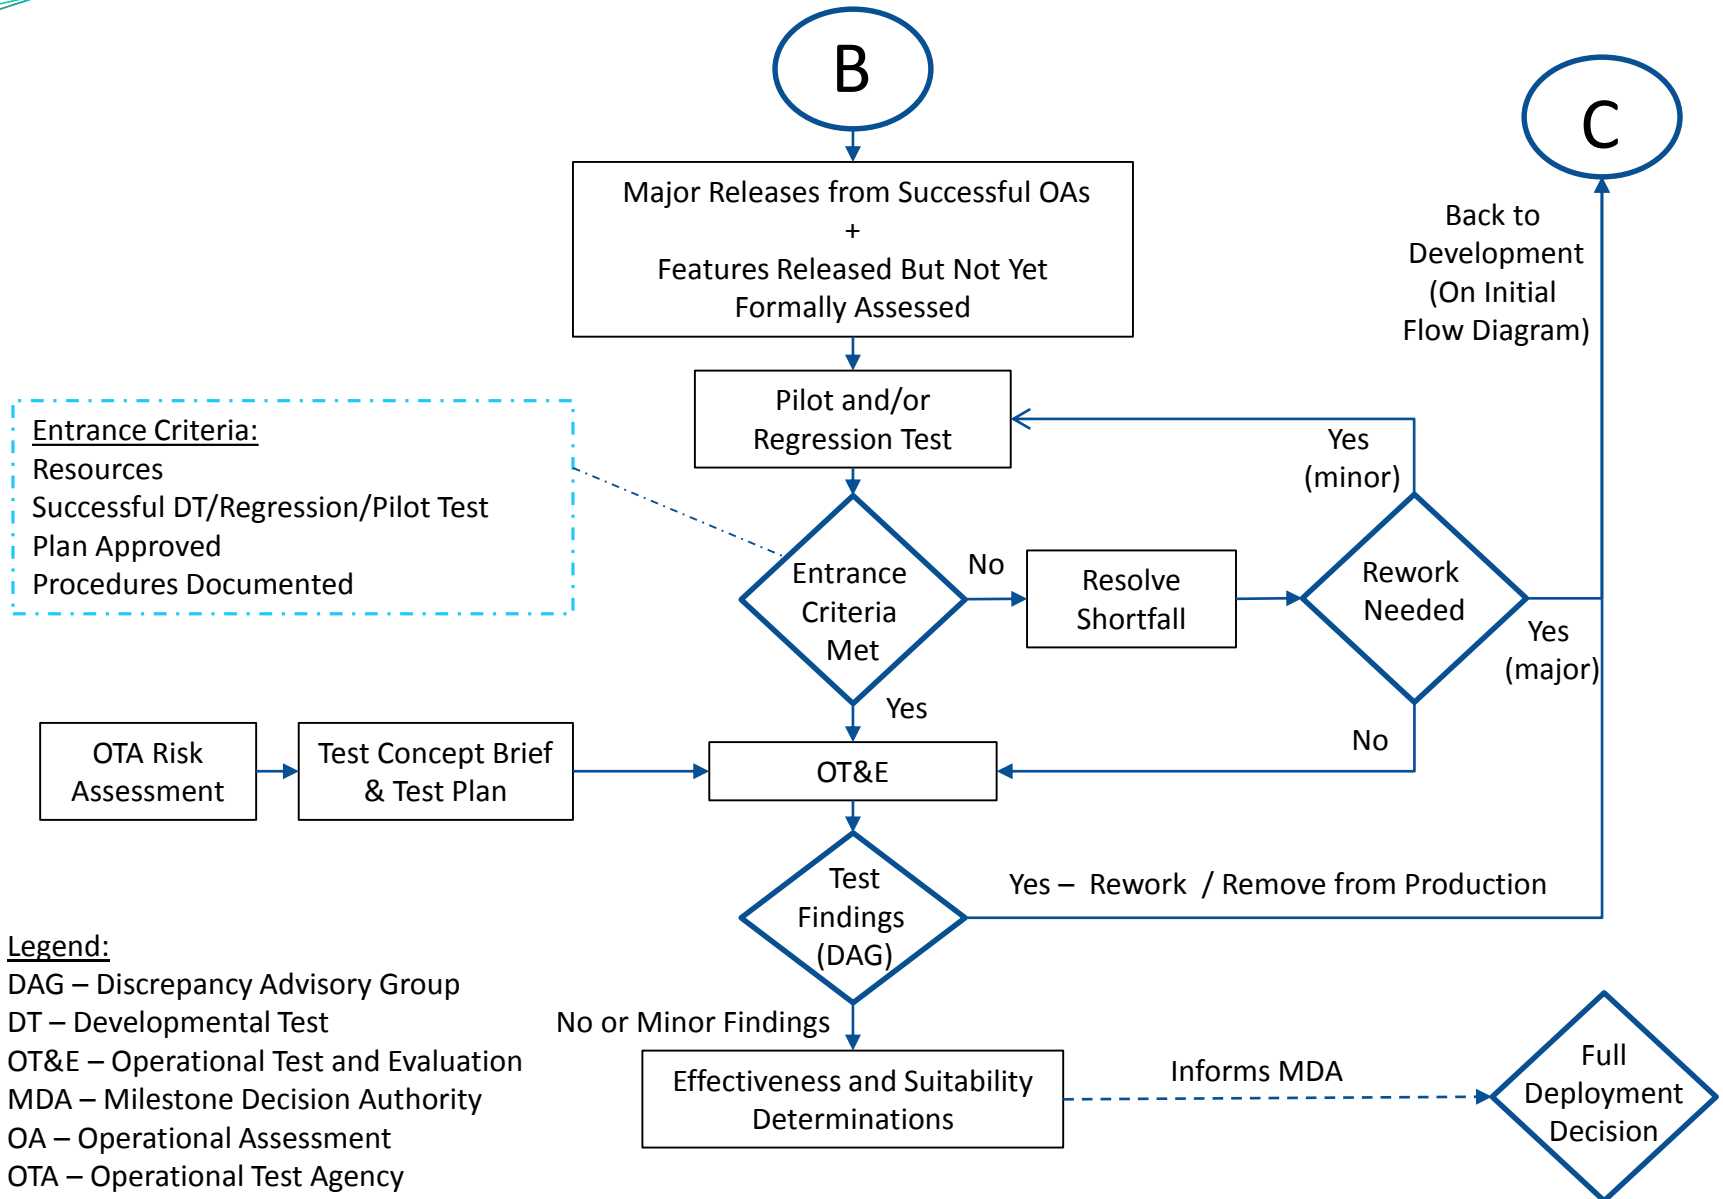 B
C
Major Releases from Successful OAs
+
Features Released But Not Yet
Formally Assessed
Back to
Development
(On Initial
Flow Diagram)
Pilot and/or
Regression Test
Yes
(minor)
Entrance Criteria:
Resources
Successful DT/Regression/Pilot Test
Plan Approved
Procedures Documented
Entrance
Criteria
Met
No
Resolve
Shortfall
Rework
Needed
Yes
(major)
Yes
No
OTA Risk
Assessment
Test Concept Brief
& Test Plan
OT&E
Test
Findings
(DAG)
Yes – Rework / Remove from Production
Legend:
DAG – Discrepancy Advisory Group
DT – Developmental Test
OT&E – Operational Test and Evaluation
MDA – Milestone Decision Authority
OA – Operational Assessment
OTA – Operational Test Agency
No or Minor Findings
Effectiveness and Suitability
Determinations
Informs MDA
Full
Deployment
Decision